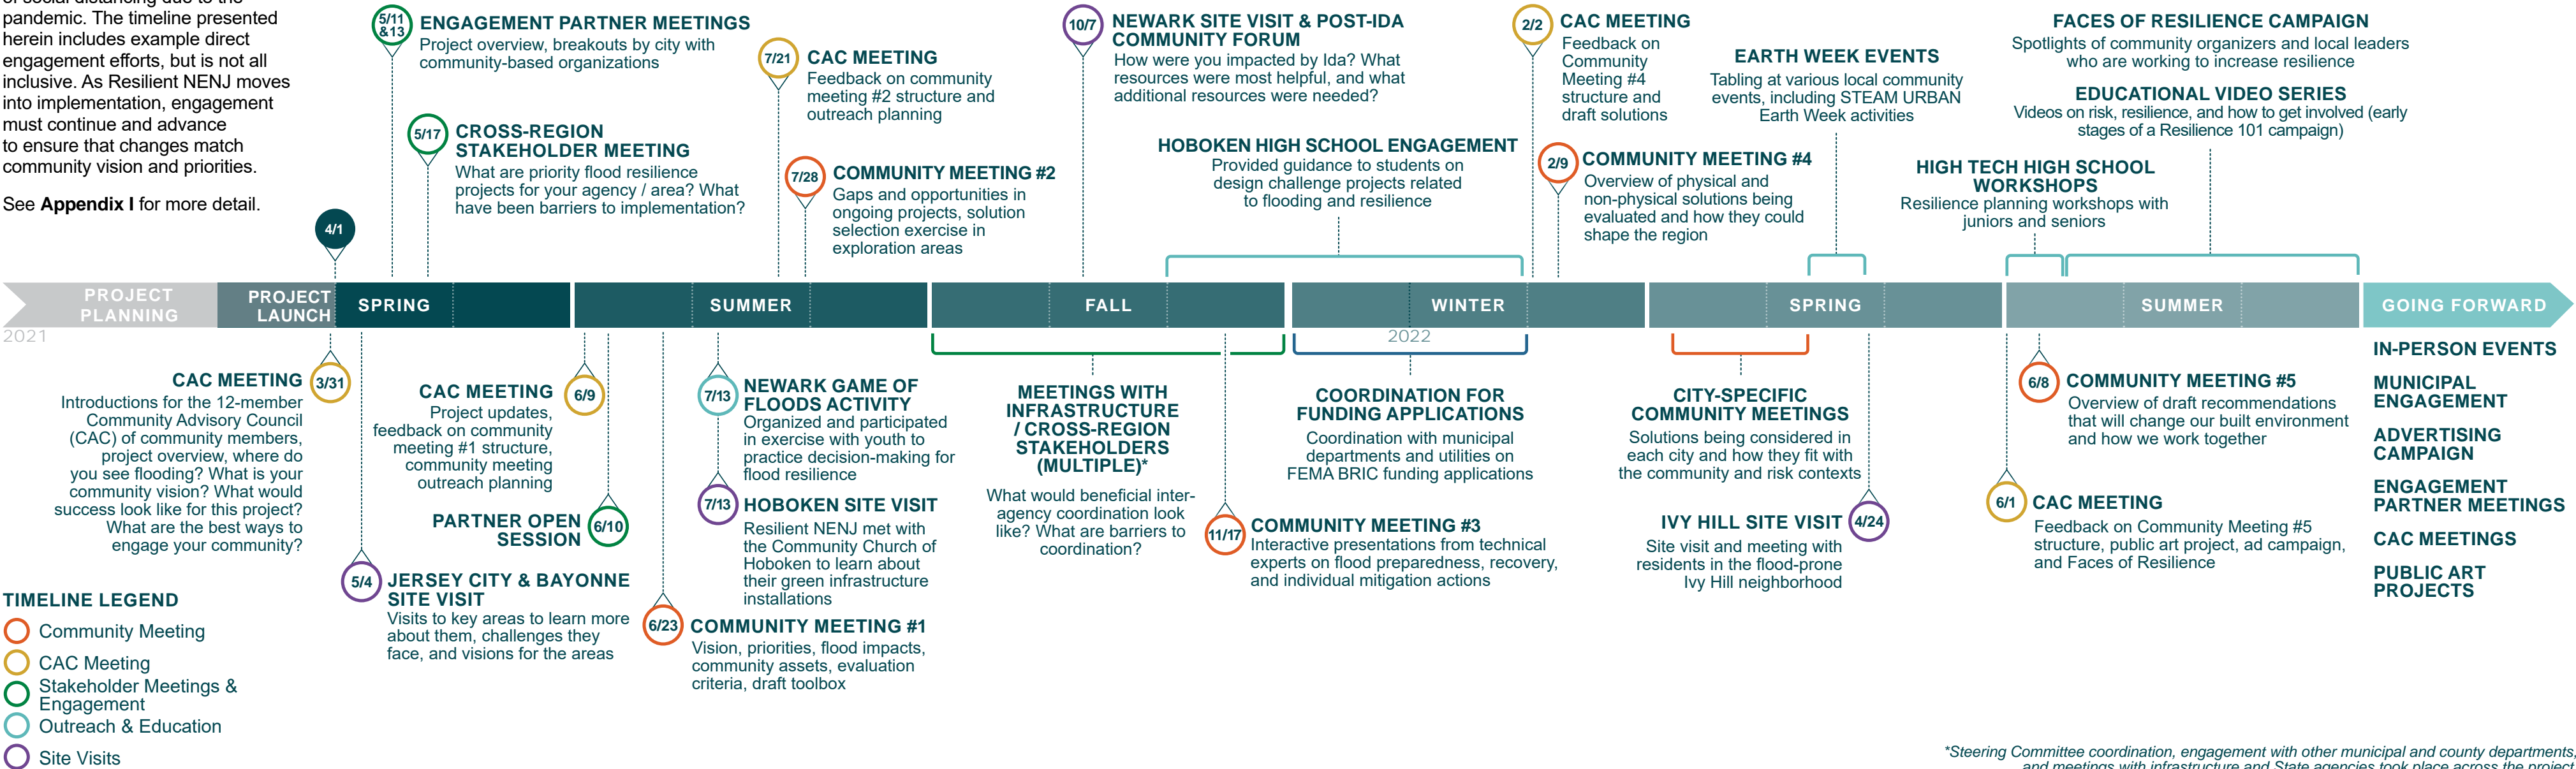 of social distancing due to the
pandemic. The timeline presented
herein includes example direct
engagement efforts, but is not all
inclusive. As Resilient NENJ moves
into implementation, engagement
must continue and advance
to ensure that changes match
community vision and priorities.
See Appendix I for more detail.
4/1
5/11
&13
ENGAGEMENT PARTNER MEETINGS
Project overview, breakouts by city with
community-based organizations
5/17
CROSS-REGION
STAKEHOLDER MEETING
What are priority flood resilience
projects for your agency / area? What
have been barriers to implementation?
7/21
CAC MEETING
Feedback on community
meeting #2 structure and
outreach planning
7/28
COMMUNITY MEETING #2
Gaps and opportunities in
ongoing projects, solution
selection exercise in
exploration areas
10/7
NEWARK SITE VISIT & POST-IDA
COMMUNITY FORUM
How were you impacted by Ida? What
resources were most helpful, and what
additional resources were needed?
HOBOKEN HIGH SCHOOL ENGAGEMENT
Provided guidance to students on
design challenge projects related
to flooding and resilience
2/2
CAC MEETING
Feedback on
Community
Meeting #4
structure and
draft solutions
2/9
COMMUNITY MEETING #4
Overview of physical and
non-physical solutions being
evaluated and how they could
shape the region
EARTH WEEK EVENTS
Tabling at various local community
events, including STEAM URBAN
Earth Week activities
FACES OF RESILIENCE CAMPAIGN
Spotlights of community organizers and local leaders
who are working to increase resilience
EDUCATIONAL VIDEO SERIES
Videos on risk, resilience, and how to get involved (early
stages of a Resilience 101 campaign)
HIGH TECH HIGH SCHOOL
WORKSHOPS
Resilience planning workshops with
juniors and seniors
PROJECT
PLANNING
PROJECT
LAUNCH
SPRING
SUMMER
FALL
WINTER
SPRING
SUMMER
GOING FORWARD
2021
2022
3/31
CAC MEETING
Introductions for the 12-member
Community Advisory Council
(CAC) of community members,
project overview, where do
you see flooding? What is your
community vision? What would
success look like for this project?
What are the best ways to
engage your community?
5/4
JERSEY CITY & BAYONNE
SITE VISIT
Visits to key areas to learn more
about them, challenges they
face, and visions for the areas
CAC MEETING
6/9
Project updates,
feedback on community
meeting #1 structure,
community meeting
outreach planning
PARTNER OPEN
SESSION
6/10
6/23
COMMUNITY MEETING #1
Vision, priorities, flood impacts,
community assets, evaluation
criteria, draft toolbox
7/13
NEWARK GAME OF
FLOODS ACTIVITY
Organized and participated
in exercise with youth to
practice decision-making for
flood resilience
7/13
HOBOKEN SITE VISIT
Resilient NENJ met with
the Community Church of
Hoboken to learn about
their green infrastructure
installations
MEETINGS WITH
INFRASTRUCTURE
/ CROSS-REGION
STAKEHOLDERS
(MULTIPLE)*
What would beneficial inter-
agency coordination look
like? What are barriers to
coordination?
11/17
COMMUNITY MEETING #3
Interactive presentations from technical
experts on flood preparedness, recovery,
and individual mitigation actions
COORDINATION FOR
FUNDING APPLICATIONS
Coordination with municipal
departments and utilities on
FEMA BRIC funding applications
CITY-SPECIFIC
COMMUNITY MEETINGS
Solutions being considered in
each city and how they fit with
the community and risk contexts
IVY HILL SITE VISIT
4/24
Site visit and meeting with
residents in the flood-prone
Ivy Hill neighborhood
6/8
COMMUNITY MEETING #5
Overview of draft recommendations
that will change our built environment
and how we work together
6/1
CAC MEETING
Feedback on Community Meeting #5
structure, public art project, ad campaign,
and Faces of Resilience
IN-PERSON EVENTS
MUNICIPAL
ENGAGEMENT
ADVERTISING
CAMPAIGN
ENGAGEMENT
PARTNER MEETINGS
CAC MEETINGS
PUBLIC ART
PROJECTS
TIMELINE LEGEND
Community Meeting
CAC Meeting
Stakeholder Meetings &
Engagement
Outreach & Education
Site Visits
*Steering Committee coordination, engagement with other municipal and county departments,
and meetings with infrastructure and State agencies took place across the project